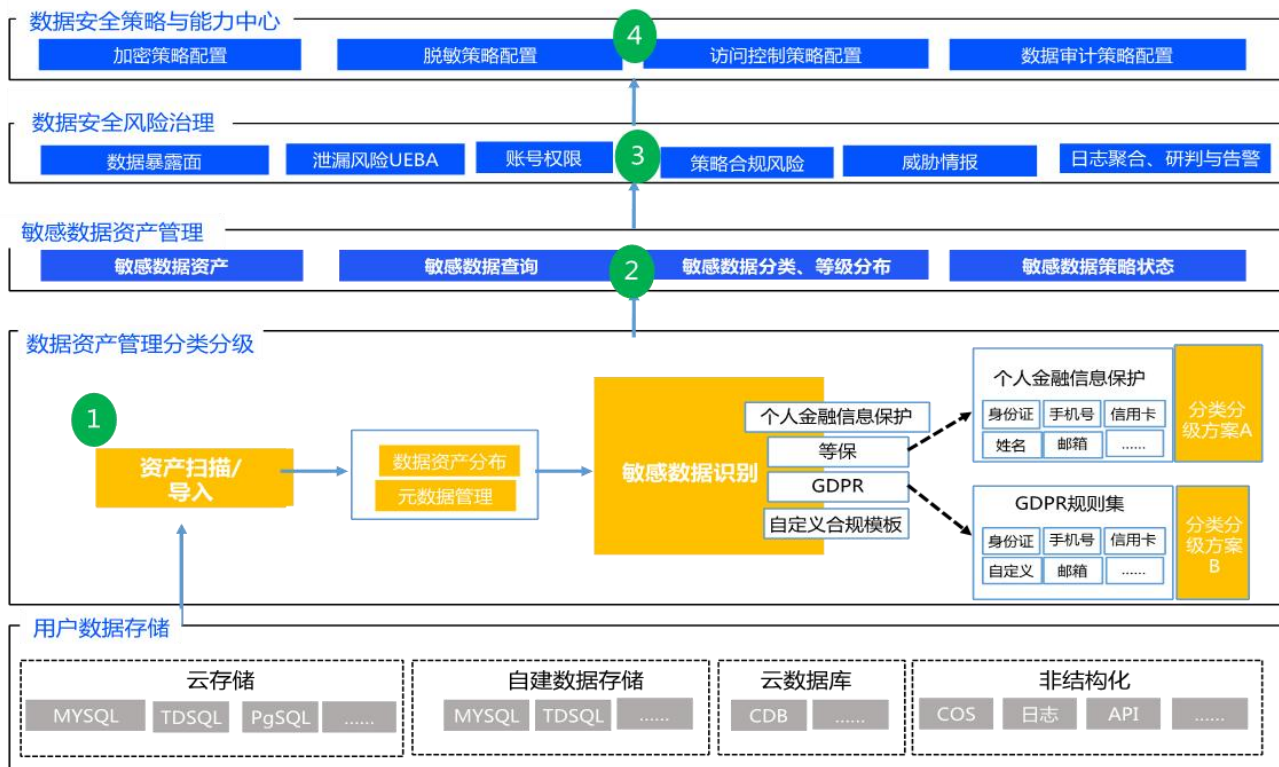 数据安全策略与能力中心
4
加密策略配置
脱敏策略配置
访问控制策略配置
数据审计策略配置
数据安全风险治理
数据暴露面
泄漏风险UEBA
账号权限
3
策略合规风险
威胁情报
日志聚合、研判与告警
敏感数据资产管理
敏感数据资产
敏感数据查询
2
敏感数据分类、等级分布
敏感数据策略状态
数据资产管理分类分级
1
资产扫描/
导入
数据资产分布
元数据管理
敏感数据识别
个人金融信息保护
等保
GDPR
自定义合规模板
个人金融信息保护
身份证
手机号
信用卡
姓名
邮箱
......
分类分
级方案A
GDPR规则集
身份证
手机号
信用卡
自定义
邮箱
......
分类分
级方案
B
用户数据存储
云存储
MYSQL
TDSQL
PgSQL
......
自建数据存储
MYSQL
TDSQL
......
云数据库
CDB
......
非结构化
COS
日志
API
......